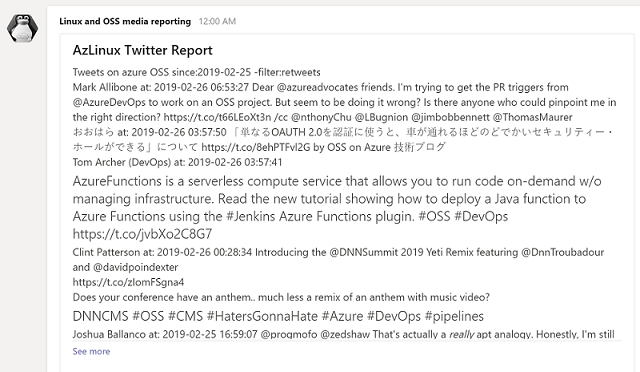 Linux and OSS media reporting 12:00 AM
AzLinux Twitter Report
Tweets on azure OSS since:2019-02-25 -filter:retweets
Mark Allibone at: 2019-02-26 06:53:27 Dear @azureadvocates friends. I'm trying to get the PR triggers from
@AzureDevOps to work on an OSS project. But seem to be doing it wrong? Is there anyone who could pinpoint me in
the right direction? https://t.co/t66LEoXt3n /cc @nthonyChu @LBugnion @jimbobbennett @ThomasMaurer
おおはら at: 2019-02-26 03:57:50 「単なるOAUTH 2.0を認証に使うと、車が通れるほどのどでかいセキュリティー・
ホールができる」について https://t.co/8ehPTFvl2G by OSS on Azure 技術ブログ
Tom Archer (DevOps) at: 2019-02-26 03:57:41
AzureFunctions is a serverless compute service that allows you to run code on-demand w/o
managing infrastructure. Read the new tutorial showing how to deploy a Java function to
Azure Functions using the #Jenkins Azure Functions plugin. #OSS #DevOps
https://t.co/jvbXo2C8G7
Clint Patterson at: 2019-02-26 00:28:34 Introducing the @DNNSummit 2019 Yeti Remix featuring @DnnTroubadour
and @davidpoindexter
https://t.co/zlomFSgna4
Does your conference have an anthem.. much less a remix of an anthem with music video?
DNNCMS #OSS #CMS #HatersGonnaHate #Azure #DevOps #pipelines
Joshua Ballanco at: 2019-02-25 16:59:07 @progmofo @zedshaw That's actually a really apt analogy. Honestly, I'm still
See more